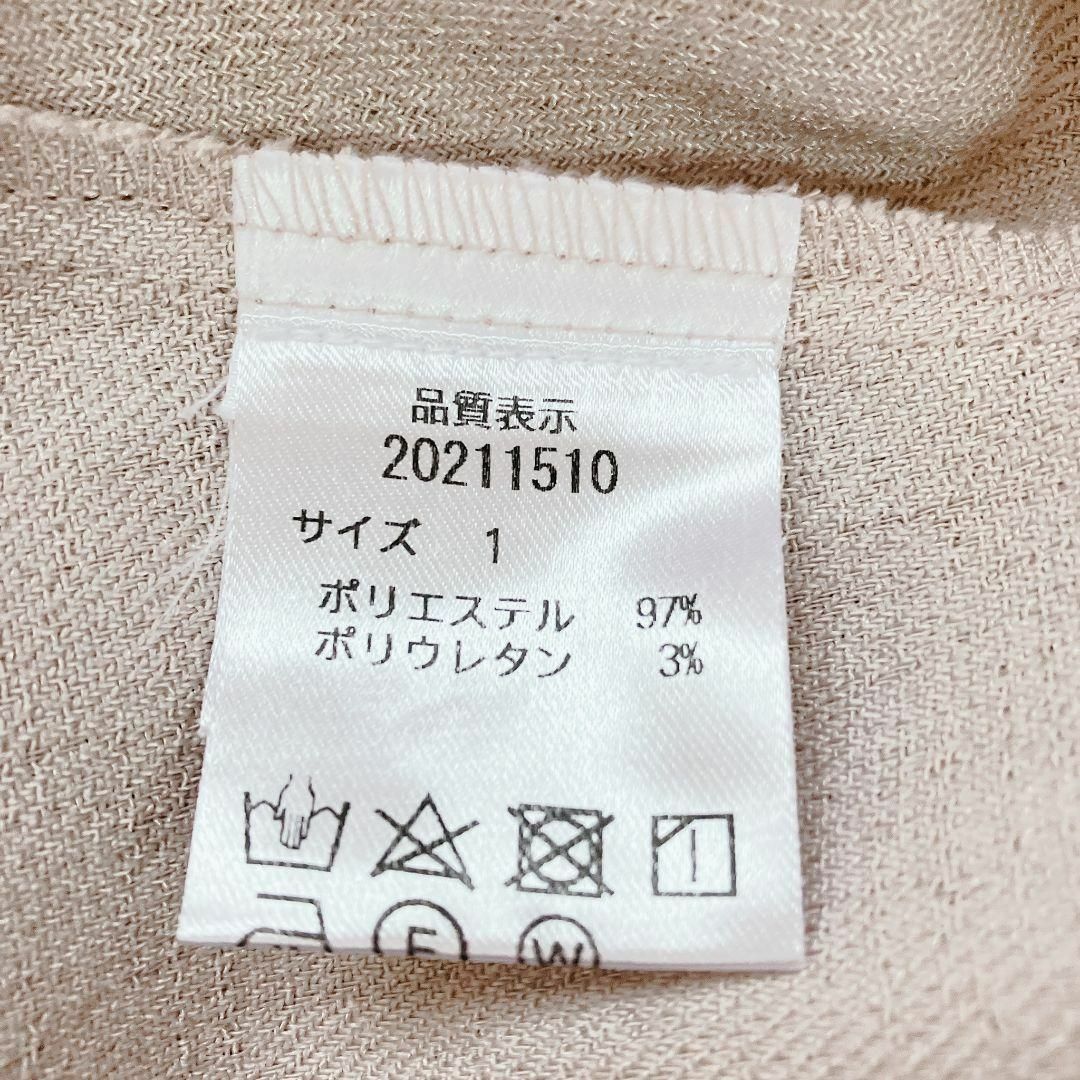 品質表示
20211510
サイズ 1
ポリエステル 97%
ポリウレタン 3%
F W